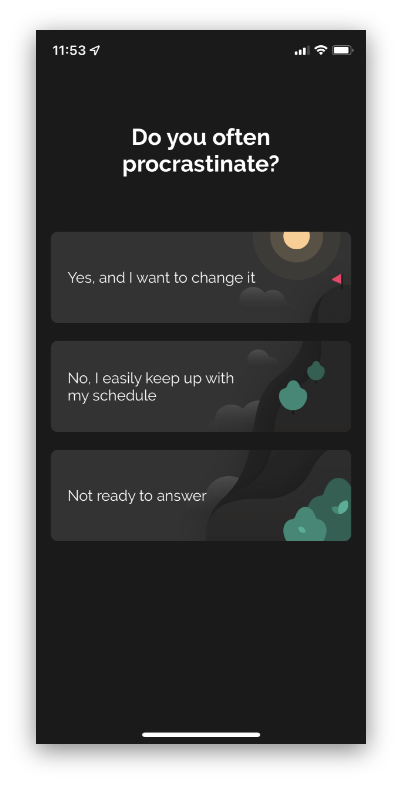 11:53
Do you often
procrastinate?
Yes, and I want to change it
No, I easily keep up with
my schedule
Not ready to answer